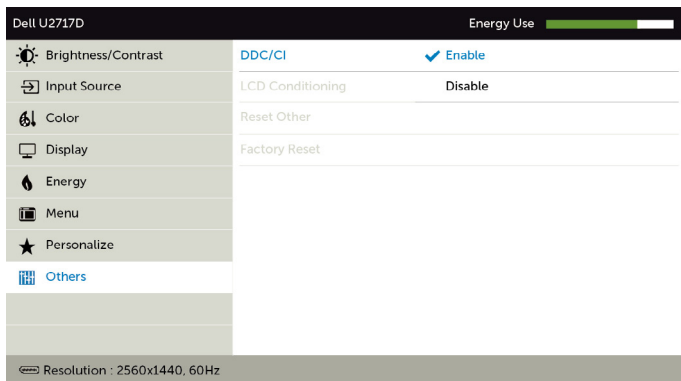 Dell U2717D Energy Use
Brightness/Contrast DDC/CI Enable
Input Source LCD Conditioning Disable
Color Reset Other
Display Factory Reset
Energy
Menu
Personalize
Others
Resolution : 2560x1440, 60Hz